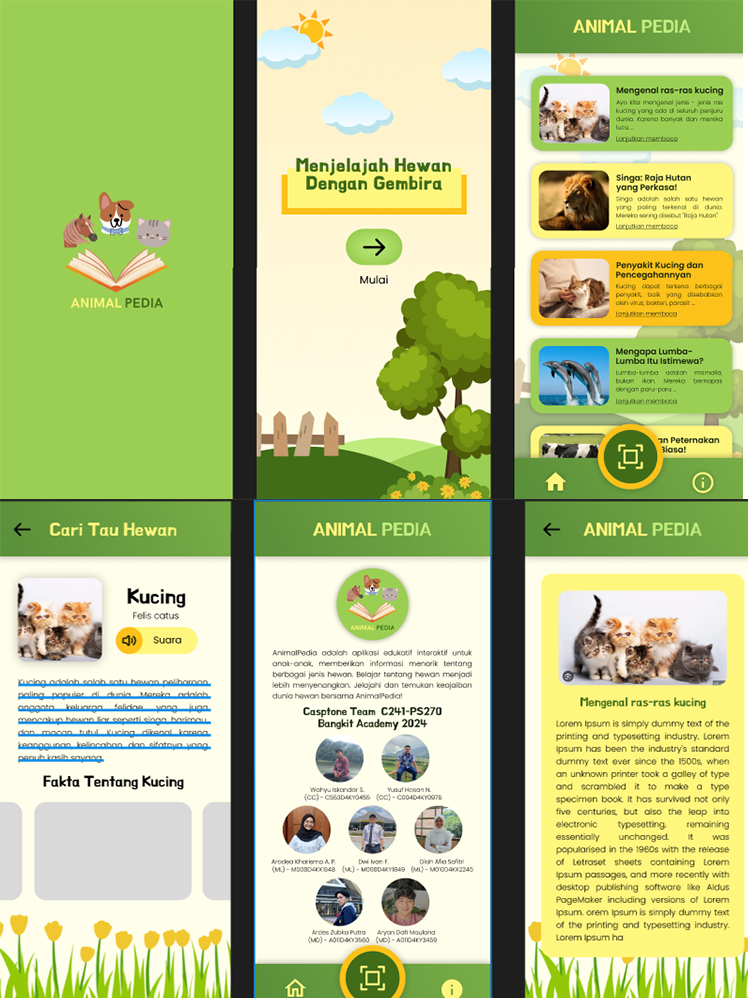 ANIMAL PEDIA
Menjelajah Hewan
Dengan Gembira
Mulai
ANIMAL PEDIA
Mengenal ras-ras kucing
Ayo kita mengenal jenis - jenis ras
kucing yang ada di seluruh penjuru
dunia. Karena banyak dan mereka
lucu ...
Lanjutkan membaca
Singa: Raja Hutan
yang Perkasa!
Singa adalah salah satu hewan
yang paling terkenal di dunia.
Mereka sering disebut "Raja Hutan"
Lanjutkan membaca
Penyakit Kucing dan
Pencegahannyan
Kucing dapat terkena berbagai
penyakit, baik yang disebabkan
oleh virus, bakteri, parasit ...
Lanjutkan membaca
Mengapa Lumba-
Lumba Itu Istimewa?
Lumba-lumba adalah mamalia,
bukan ikan. Mereka bernapas
dengan paru-paru ..
Lanjutkan membaca
an Peternakan
Biasa!
Cari Tau Hewan
Kucing
Felis catus
Suara
Kucing adalah salah satu hewan peliharaan
paling populer di dunia. Mereka adalah
anggota keluarga felidae yang juga
mencakup hewan liar seperti singa, harimau,
dan macan tutul. Kucing dikenal karena
keanggunan, kelincahan, dan sifatnya yang
penuh kasih sayang.
Fakta Tentang Kucing
ANIMAL PEDIA
ANIMAL PEDIA
AnimalPedia adalah aplikasi edukatif interaktif untuk
anak-anak, memberikan informasi menarik tentang
berbagai jenis hewan. Belajar tentang hewan menjadi
lebih menyenangkan. Jelajahi dan temukan keajaiban
dunia hewan bersama AnimalPedia!
Casptone Team C241-PS270
Bangkit Academy 2024
Wahyu Iskandar S.
(CC) - C563D4KY0455
Yusuf Hasan N.
(CC) - C004D4KY0978
Aradea Kharisma A. P.
(ML) - M008D4KX1848
Dwi Ivan F.
(ML) - M008D4KY1849
Diah Afia Safitri
(ML) - M010D4KX2245
Ardes Zubka Putra
(MD) - A011D4KY3560
Aryan Dafi Maulana
(MD) - A011D4KY3459
ANIMAL PEDIA
Mengenal ras-ras kucing
Lorem Ipsum is simply dummy text of the
printing and typesetting industry. Lorem
Ipsum has been the industry's standard
dummy text ever since the 1500s, when
an unknown printer took a galley of type
and scrambled it to make a type
specimen book. It has survived not only
five centuries, but also the leap into
electronic typesetting, remaining
essentially unchanged. It was
popularised in the 1960s with the release
of Letraset sheets containing Lorem
Ipsum passages, and more recently with
desktop publishing software like Aldus
PageMaker including versions of Lorem
Ipsum. orem Ipsum is simply dummy text
of the printing and typesetting industry.
Lorem Ipsum ha